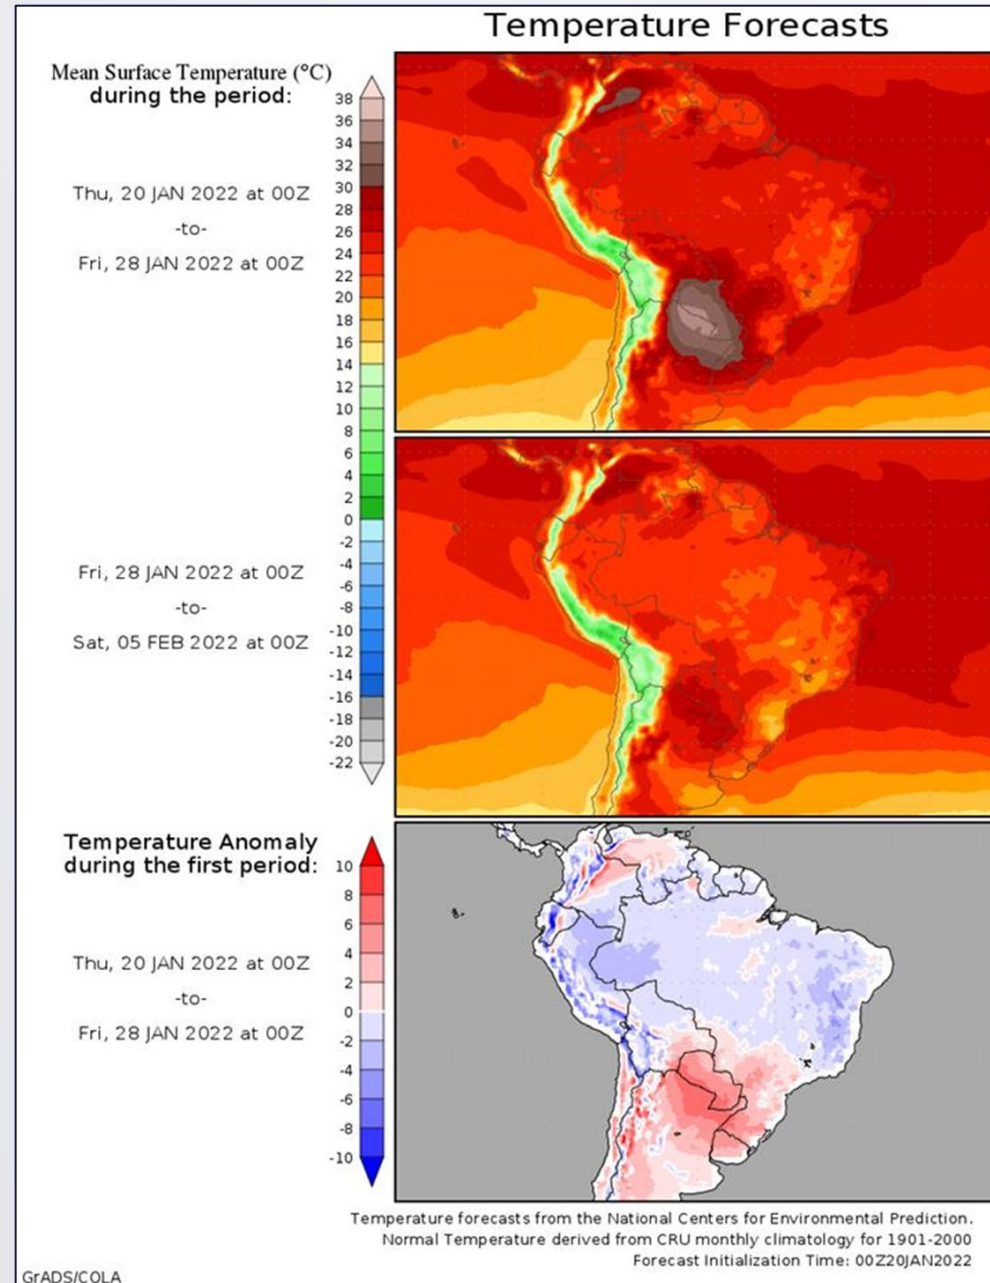 Temperature Forecasts
Mean Surface Temperature (°C)
during the period:
38
36
34
32
30
28
26
24
22
20
18
16
14
12
10
8
6
4
2
0
-2
-4
-6
-8
-10
-12
-14
-16
-18
-20
-22
Thu, 20 JAN 2022 at 00Z
-to-
Fri, 28 JAN 2022 at 00Z
Fri, 28 JAN 2022 at 00Z
-to-
Sat, 05 FEB 2022 at 00Z
Temperature Anomaly
during the first period:
10
8
6
4
2
0
-2
-4
-6
-8
-10
Thu, 20 JAN 2022 at 00Z
-to-
Fri, 28 JAN 2022 at 00Z
Temperature forecasts from the National Centers for Environmental Prediction.
Normal Temperature derived from CRU monthly climatology for 1901-2000
Forecast Initialization Time: 00Z20JAN2022
GrADS/COLA